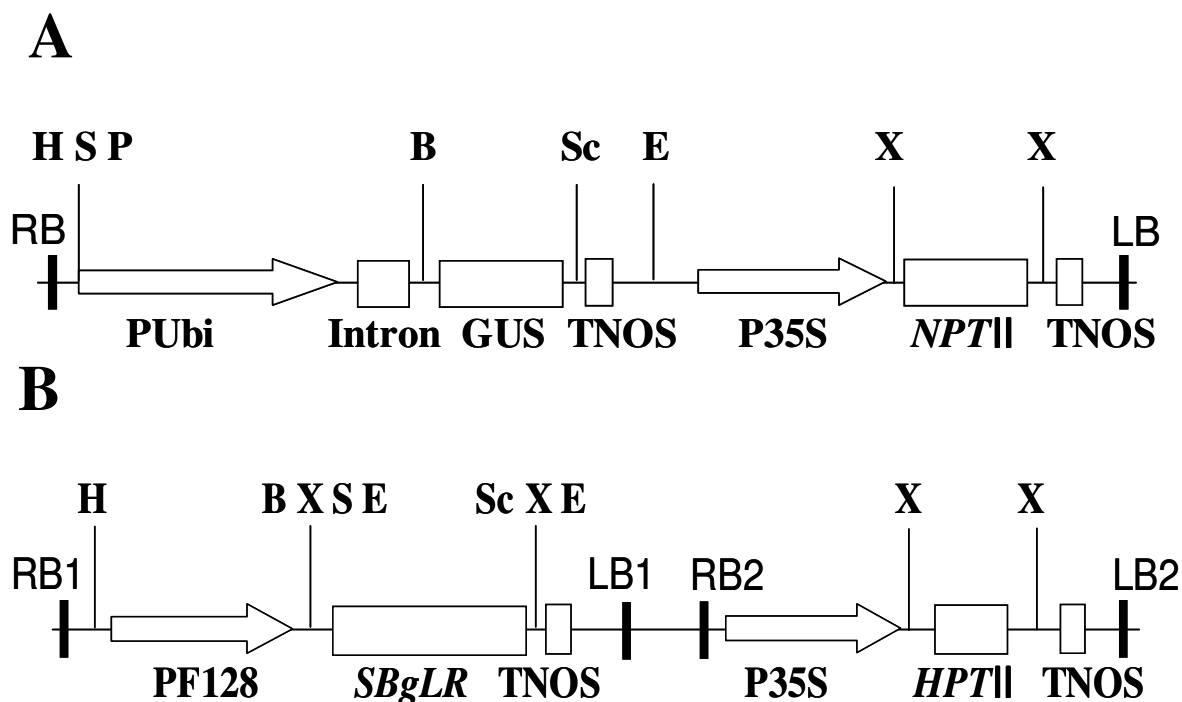 A
H S P B Sc E X X
RB LB
PUbi Intron GUS TNOS P35S NPTII TNOS
B
H B X S E Sc X E X X
RB1 LB1 RB2 LB2
PF128 SBgLR TNOS P35S HPTII TNOS